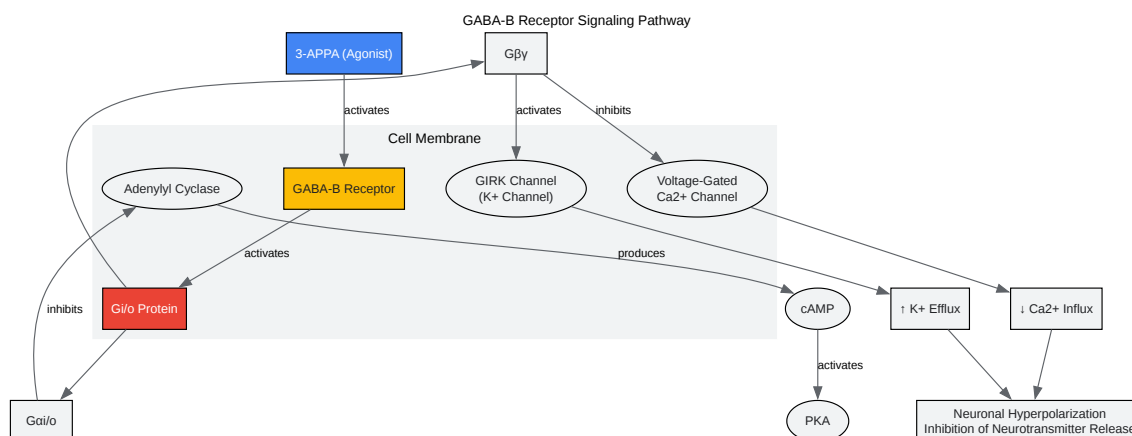 GABA-B Receptor Signaling Pathway
3-APPA (Agonist)
Gβγ
activates
activates
inhibits
Cell Membrane
Adenylyl Cyclase
GABA-B Receptor
GIRK Channel
(K+ Channel)
Voltage-Gated
Ca2+ Channel
activates
produces
inhibits
Gi/o Protein
cAMP
↑ K+ Efflux
↓ Ca2+ Influx
activates
Gαi/o
PKA
Neuronal Hyperpolarization
Inhibition of Neurotransmitter Release